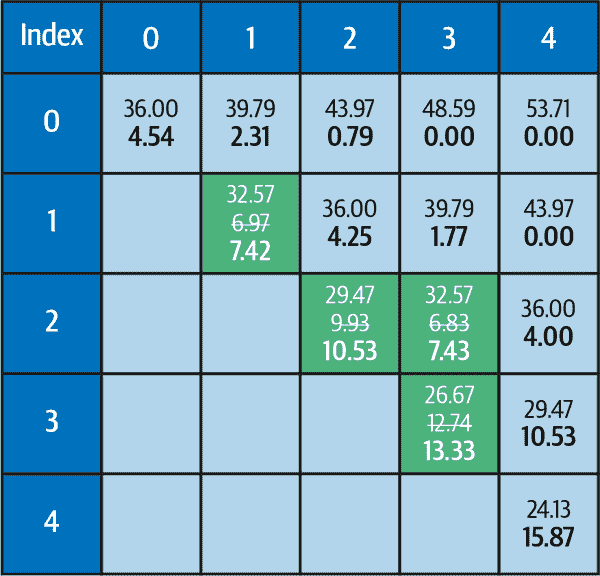 Index 0 1 2 3 4
0 36.00 39.79 43.97 48.59 53.71
4.54 2.31 0.79 0.00 0.00
1 32.57 36.00 39.79 43.97
6.97 4.25 1.77 0.00
7.42
2 29.47 32.57 36.00
9.93 6.83 4.00
10.53 7.43
3 26.67 29.47
12.74 10.53
13.33
4 24.13
15.87